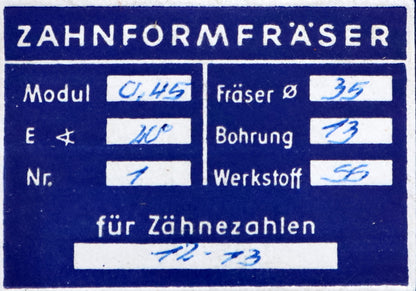 ZAHNFORMFRÄSER
Modul 0,45 Fräser Ø 35
E ∢ 20° Bohrung 13
Nr. 1 Werkstoff SS
für Zähnezahlen
12-13